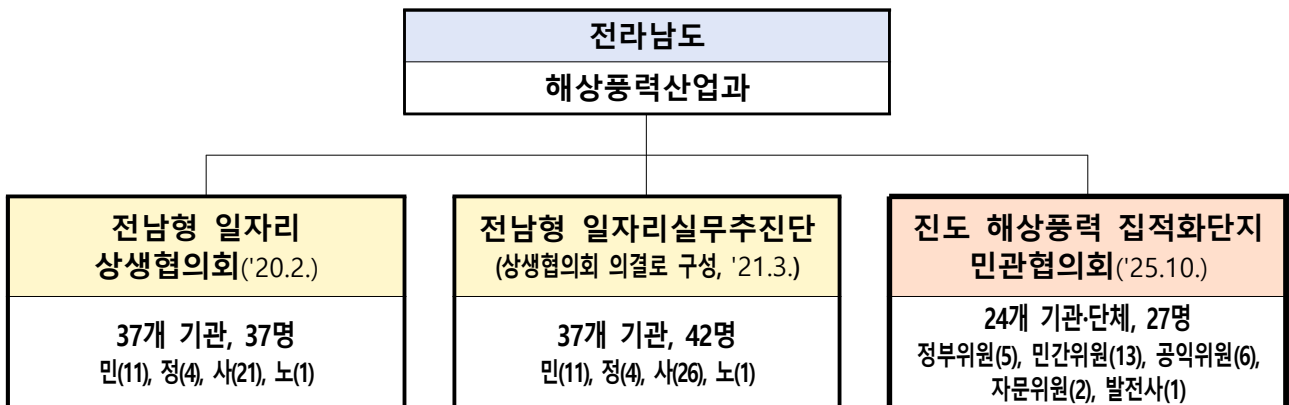 전라남도
해상풍력산업과
전남형 일자리
상생협의회('20.2.)
37개 기관, 37명
민(11), 정(4), 사(21), 노(1)
전남형 일자리실무추진단
(상생협의회 의결로 구성, '21.3.)
37개 기관, 42명
민(11), 정(4), 사(26), 노(1)
진도 해상풍력 집적화단지
민관협의회('25.10.)
24개 기관·단체, 27명
정부위원(5), 민간위원(13), 공익위원(6),
자문위원(2), 발전사(1)